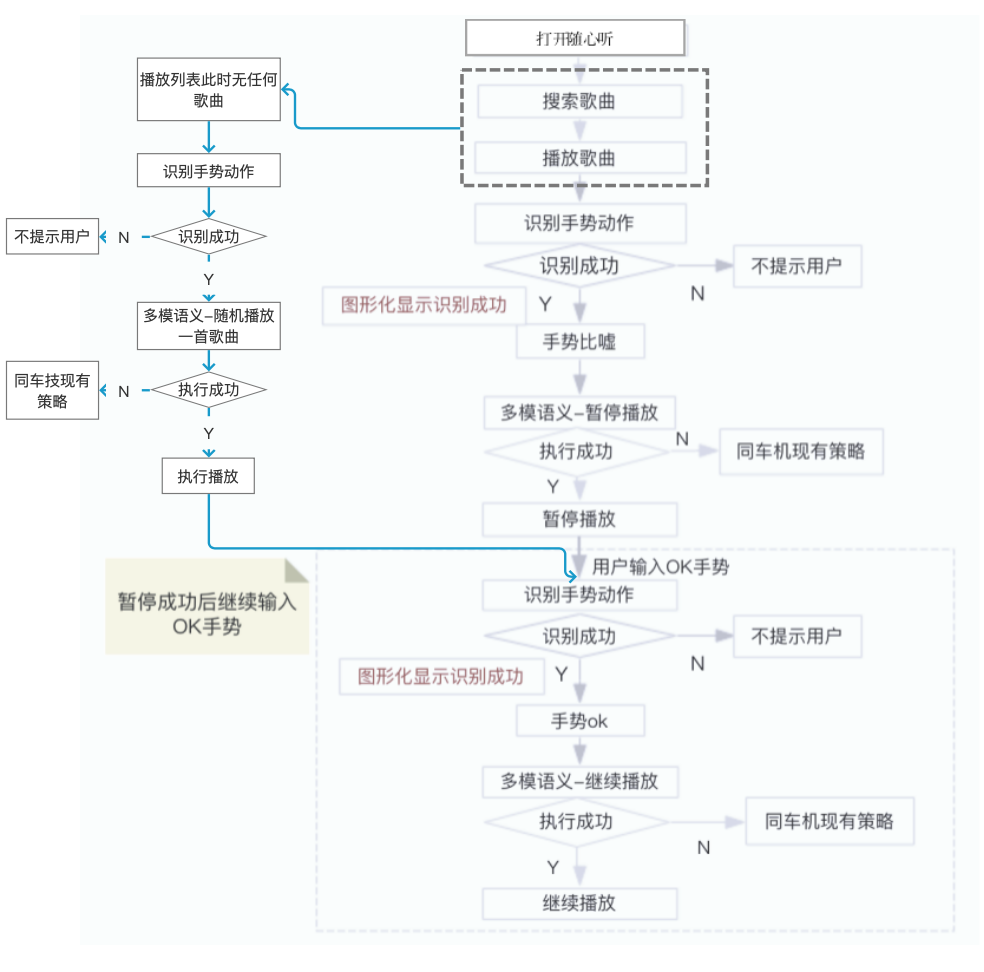 打开随心听
搜索歌曲
播放歌曲
识别手势动作
识别成功
N
不提示用户
Y
图形化显示识别成功
手势比嘘
多模语义–暂停播放
执行成功
N
同车机现有策略
Y
暂停播放
播放列表此时无任何
歌曲
识别手势动作
识别成功
N
不提示用户
Y
多模语义–随机播放
一首歌曲
执行成功
N
同车技现有
策略
Y
执行播放
暂停成功后继续输入
OK手势
用户输入OK手势
识别手势动作
识别成功
N
不提示用户
Y
图形化显示识别成功
手势ok
多模语义–继续播放
执行成功
N
同车机现有策略
Y
继续播放